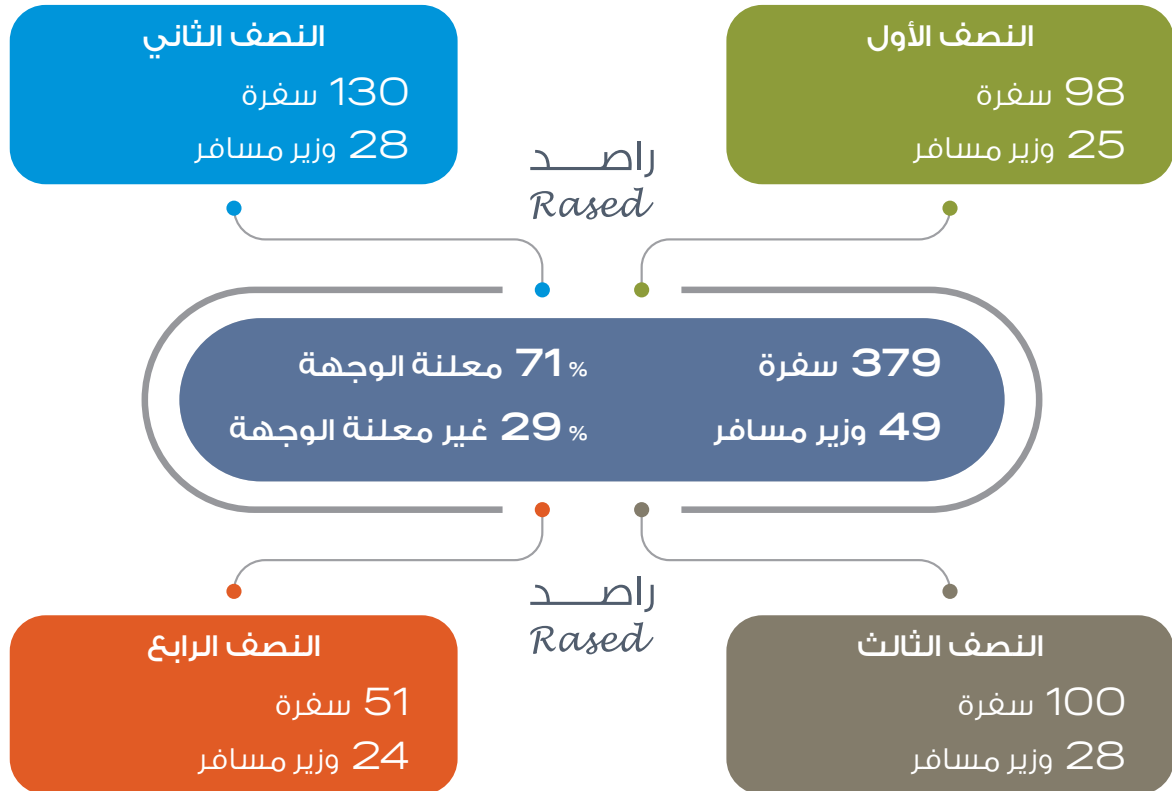 النصف الأول
98 سفرة
25 وزير مسافر
النصف الثاني
130 سفرة
28 وزير مسافر
راصد
Rased
379 سفرة
49 وزير مسافر
%71 معلنة الوجهة
%29 غير معلنة الوجهة
راصد
Rased
النصف الثالث
100 سفرة
28 وزير مسافر
النصف الرابع
51 سفرة
24 وزير مسافر